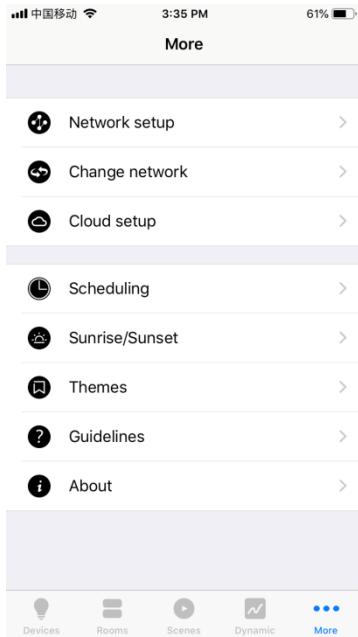 中国移动 3:35 PM 61%
More
Network setup
Change network
Cloud setup
Scheduling
Sunrise/Sunset
Themes
Guidelines
About
Devices Rooms Scenes Dynamic More